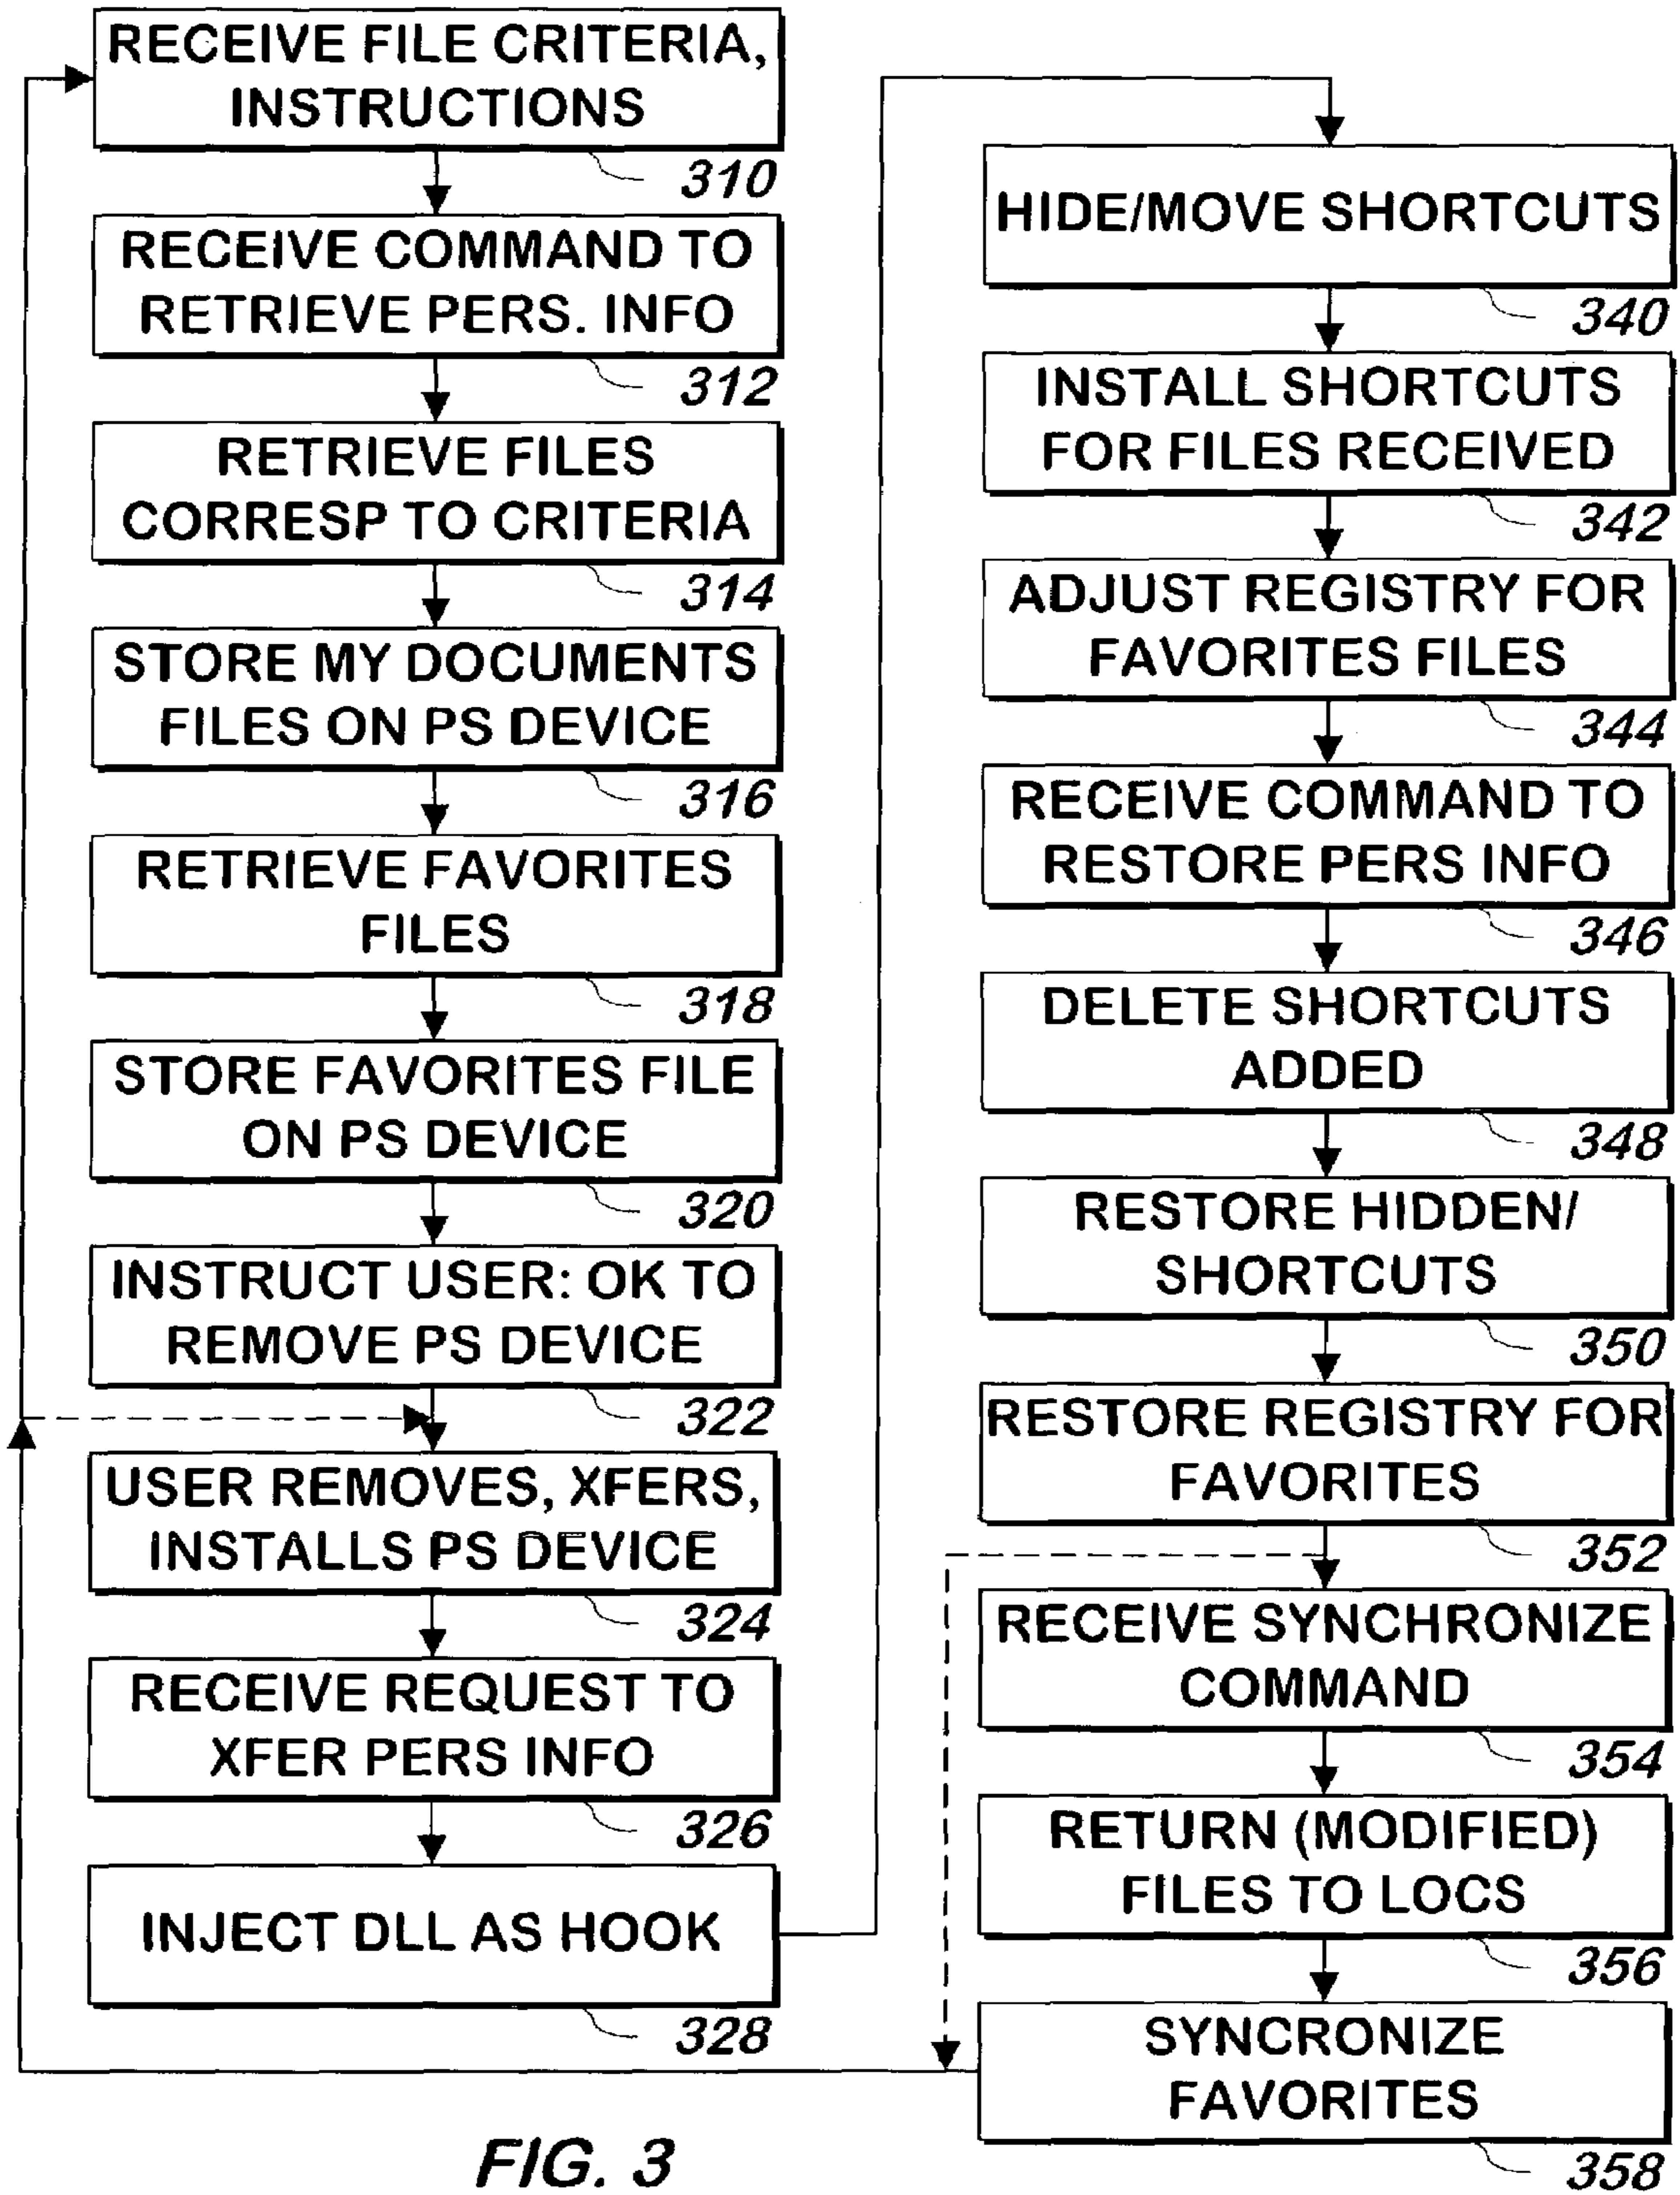 RECEIVE FILE CRITERIA,
INSTRUCTIONS
310
RECEIVE COMMAND TO
RETRIEVE PERS. INFO
312
RETRIEVE FILES
CORRESP TO CRITERIA
314
STORE MY DOCUMENTS
FILES ON PS DEVICE
316
RETRIEVE FAVORITES
FILES
318
STORE FAVORITES FILE
ON PS DEVICE
320
INSTRUCT USER: OK TO
REMOVE PS DEVICE
322
USER REMOVES, XFERS,
INSTALLS PS DEVICE
324
RECEIVE REQUEST TO
XFER PERS INFO
326
INJECT DLL AS HOOK
328
HIDE/MOVE SHORTCUTS
340
INSTALL SHORTCUTS
FOR FILES RECEIVED
342
ADJUST REGISTRY FOR
FAVORITES FILES
344
RECEIVE COMMAND TO
RESTORE PERS INFO
346
DELETE SHORTCUTS
ADDED
348
RESTORE HIDDEN/
SHORTCUTS
350
RESTORE REGISTRY FOR
FAVORITES
352
RECEIVE SYNCHRONIZE
COMMAND
354
RETURN (MODIFIED)
FILES TO LOCS
356
SYNCRONIZE
FAVORITES
358
FIG. 3